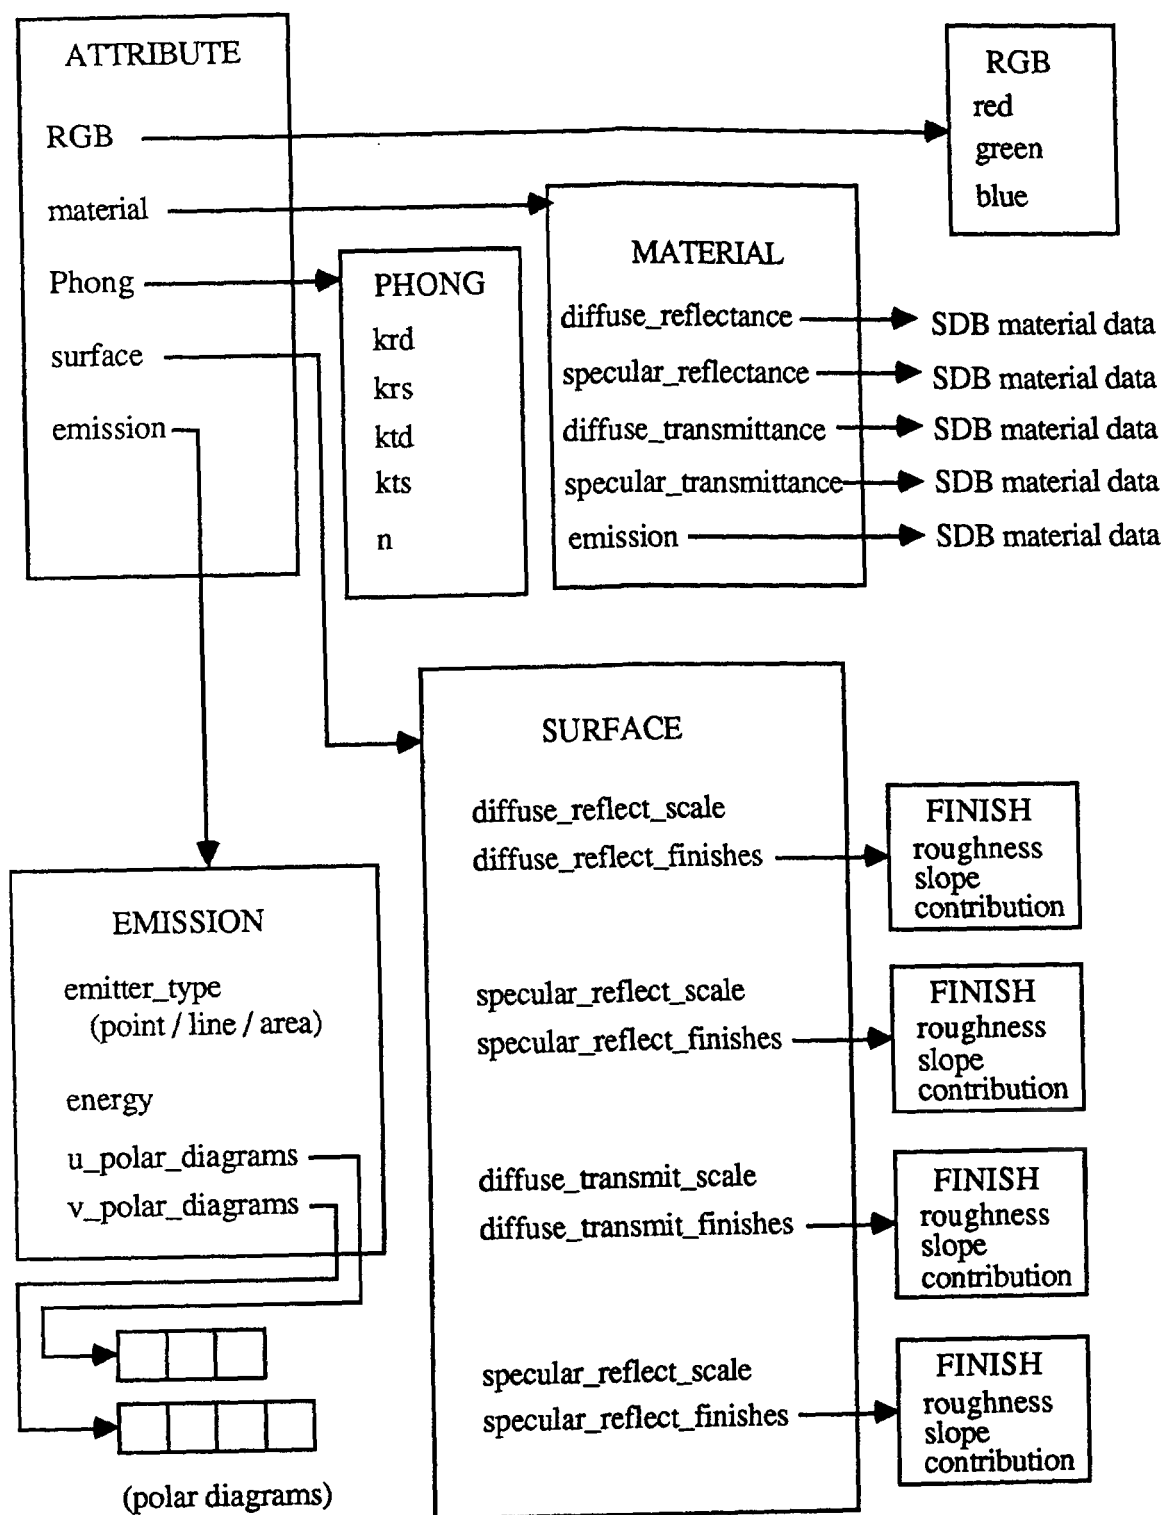 ATTRIBUTE
RGB
material
Phong
surface
emission
RGB
red
green
blue
PHONG
krd
krs
ktd
kts
n
MATERIAL
diffuse_reflectance
SDB material data
specular_reflectance
SDB material data
diffuse_transmittance
SDB material data
specular_transmittance
SDB material data
emission
SDB material data
SURFACE
diffuse_reflect_scale
diffuse_reflect_finishes
specular_reflect_scale
specular_reflect_finishes
diffuse_transmit_scale
diffuse_transmit_finishes
specular_reflect_scale
specular_reflect_finishes
FINISH
roughness
slope
contribution
FINISH
roughness
slope
contribution
FINISH
roughness
slope
contribution
FINISH
roughness
slope
contribution
EMISSION
emitter_type
(point / line / area)
energy
u_polar_diagrams
v_polar_diagrams
(polar diagrams)